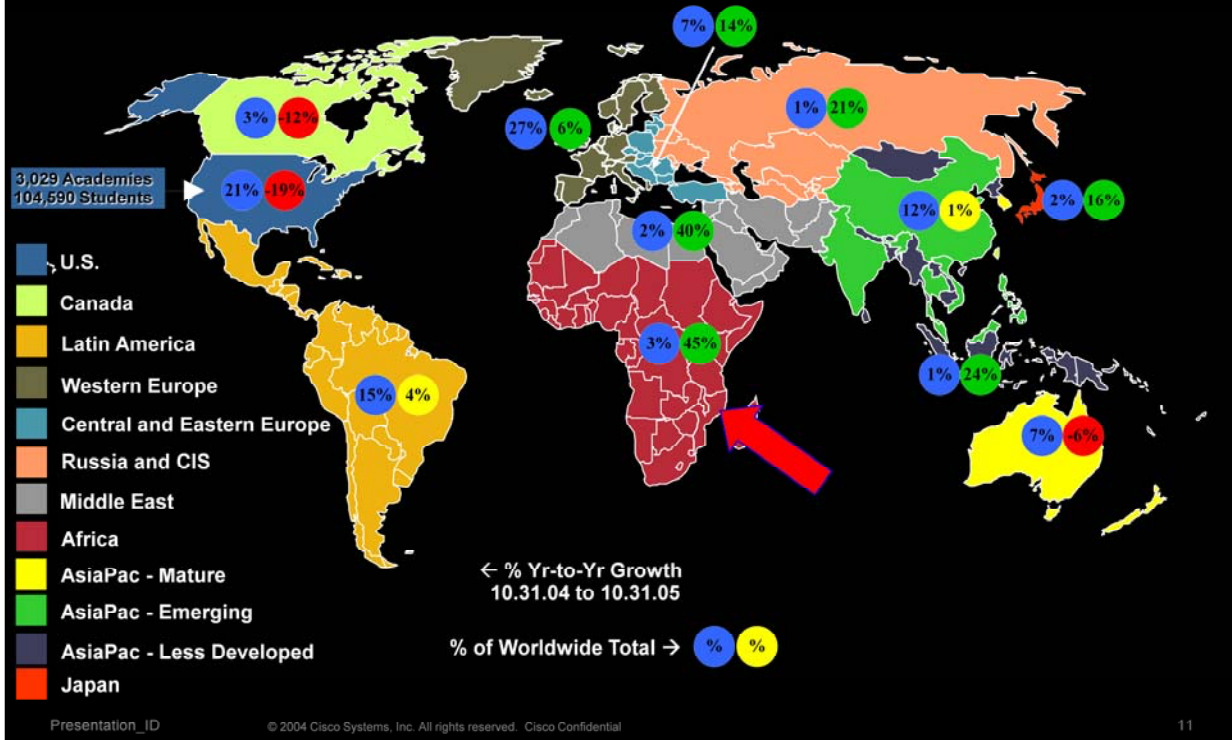 7% 14%
3% -12%
27% 6%
1% 21%
3,029 Academies
104,590 Students
21% -19%
12% 1%
2% 16%
2% 40%
U.S.
Canada
Latin America
Western Europe
Central and Eastern Europe
Russia and CIS
Middle East
Africa
AsiaPac - Mature
AsiaPac - Emerging
AsiaPac - Less Developed
Japan
3% 45%
1% 24%
15% 4%
7% -6%
← % Yr-to-Yr Growth
10.31.04 to 10.31.05
% of Worldwide Total → % %
Presentation_ID
© 2004 Cisco Systems, Inc. All rights reserved. Cisco Confidential
11